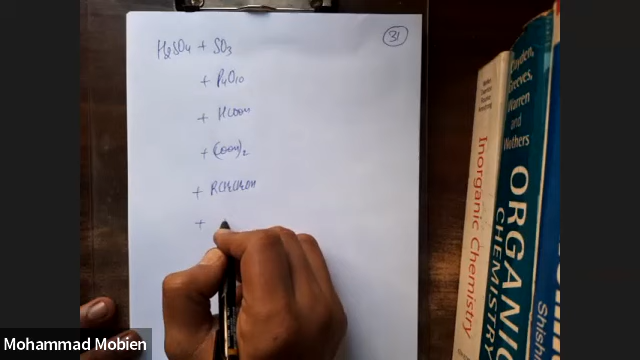 H2SO4 + SO3
31
+ P4O10
+ HCOOH
+ (COOH)2
+ RCH2CH2OH
+
Inorganic Chemistry
Clayden,
Greeves,
Warren
and
Wothers
ORGANIC
CHEMISTRY
Mohammad Mobien